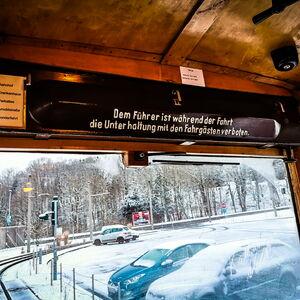 Dem Führer ist während der Fahrt
die Unterhaltung mit den Fahrgästen verboten.